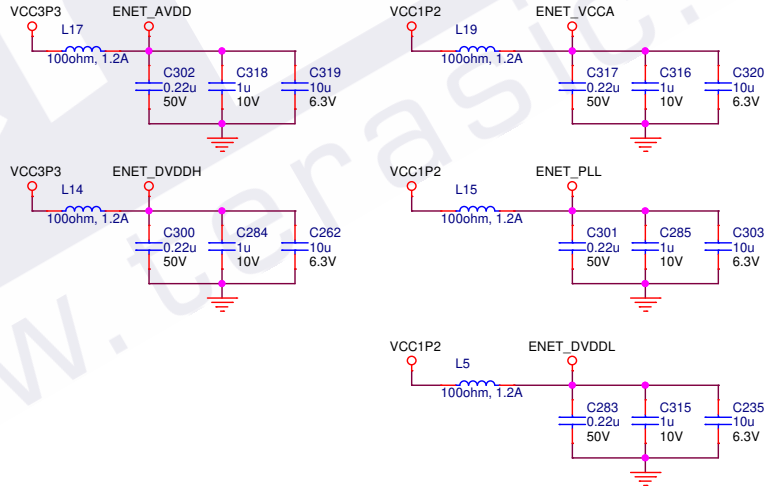 VCC3P3 ENET_AVDD
L17
100ohm, 1.2A
C302 C318 C319
0.22u 1u 10u
50V 10V 6.3V
VCC1P2 ENET_VCCA
L19
100ohm, 1.2A
C317 C316 C320
0.22u 1u 10u
50V 10V 6.3V
VCC3P3 ENET_DVDDH
L14
100ohm, 1.2A
C300 C284 C262
0.22u 1u 10u
50V 10V 6.3V
VCC1P2 ENET_PLL
L15
100ohm, 1.2A
C301 C285 C303
0.22u 1u 10u
50V 10V 6.3V
VCC1P2 ENET_DVDDL
L5
100ohm, 1.2A
C283 C315 C235
0.22u 1u 10u
50V 10V 6.3V
w.terasic.